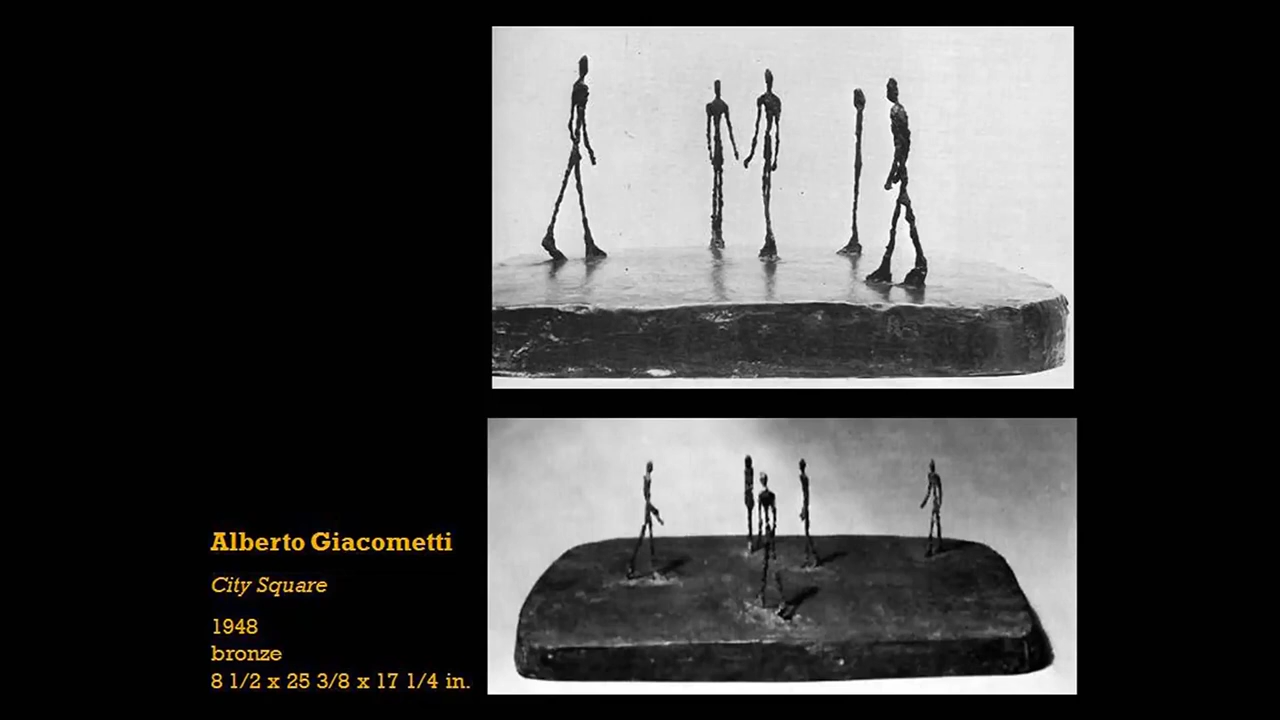 Alberto Giacometti
City Square
1948
bronze
8 1/2 x 25 3/8 x 17 1/4 in.